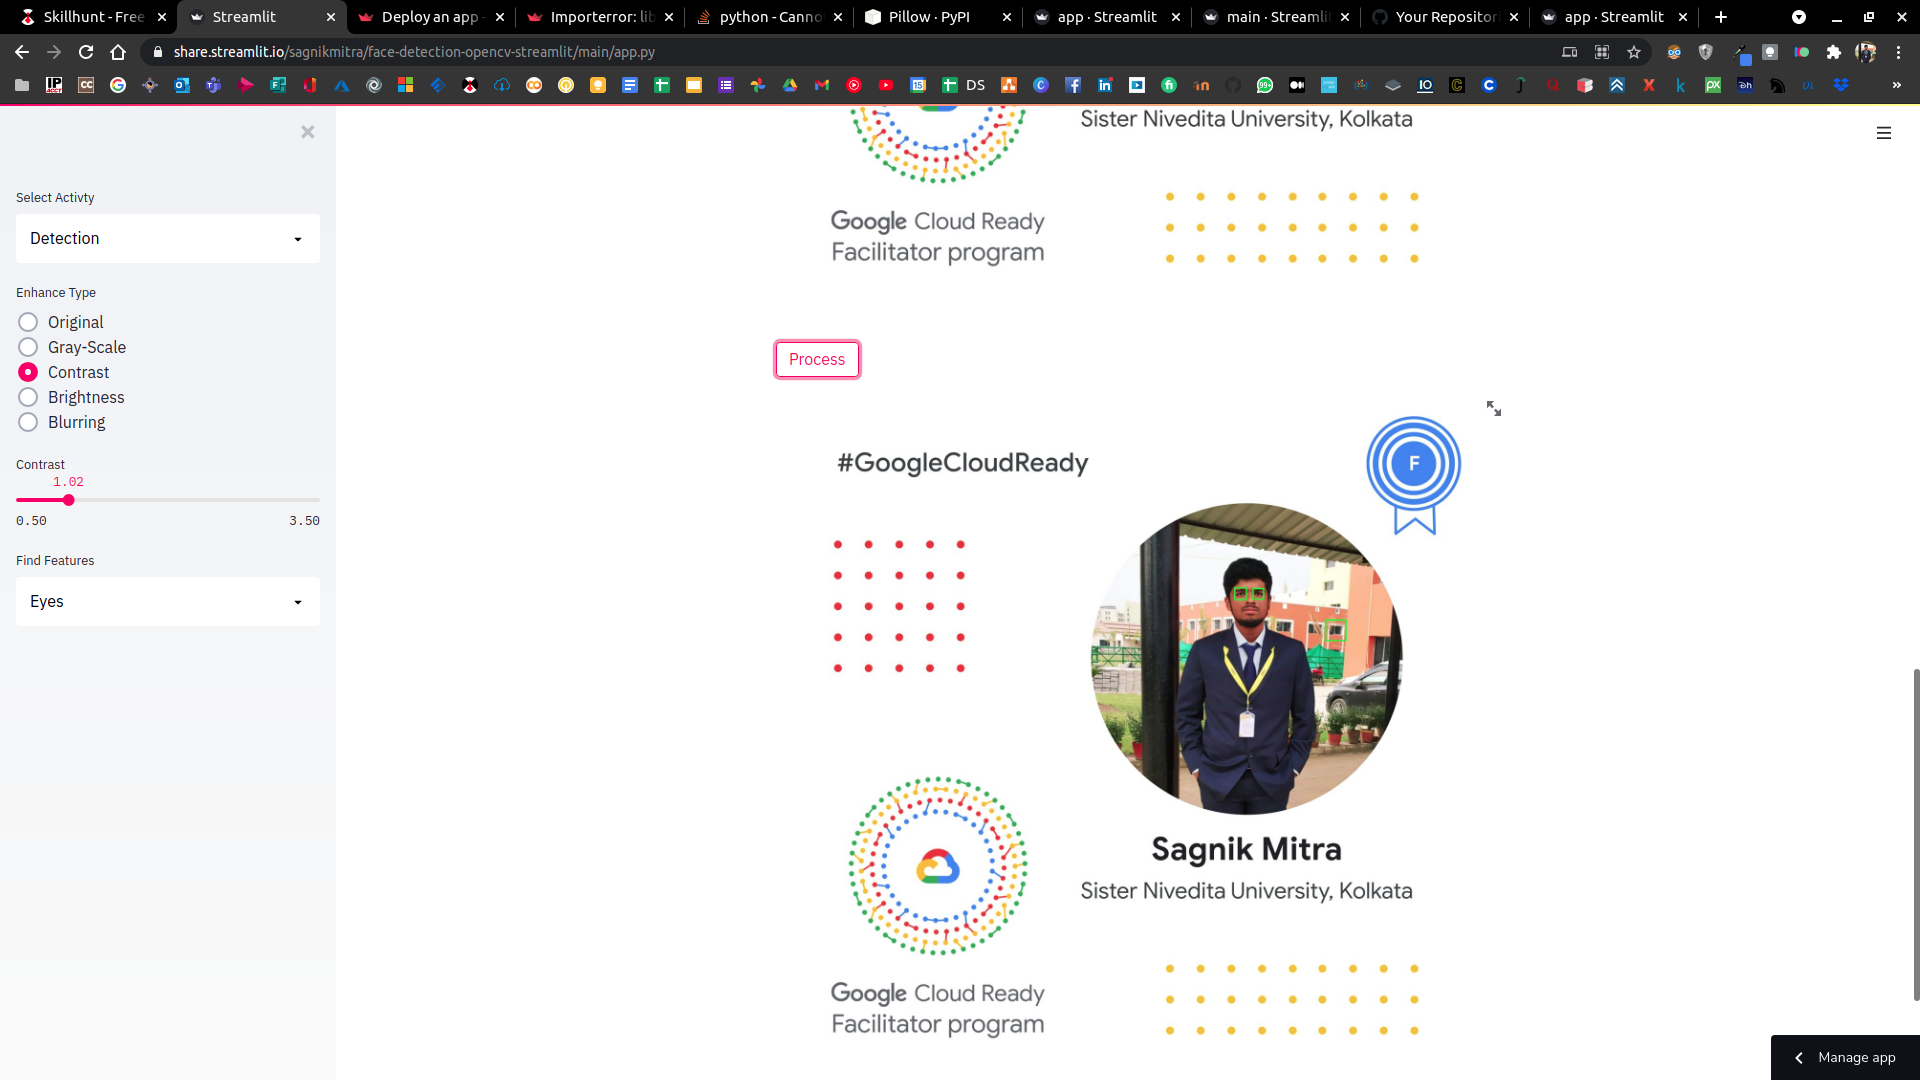 Skillhunt - Free
Streamlit
Deploy an app -
Importerror: lib
python - Canno
Pillow · PyPI
app · Streamlit
main · Streamli
Your Repositor
app · Streamlit
share.streamlit.io/sagnikmitra/face-detection-opencv-streamlit/main/app.py
DS
Select Activty
Detection
Enhance Type
Original
Gray-Scale
Contrast
Brightness
Blurring
Contrast
1.02
0.50
3.50
Find Features
Eyes
Sister Nivedita University, Kolkata
Google Cloud Ready
Facilitator program
Process
#GoogleCloudReady
F
Sagnik Mitra
Sister Nivedita University, Kolkata
Google Cloud Ready
Facilitator program
Manage app